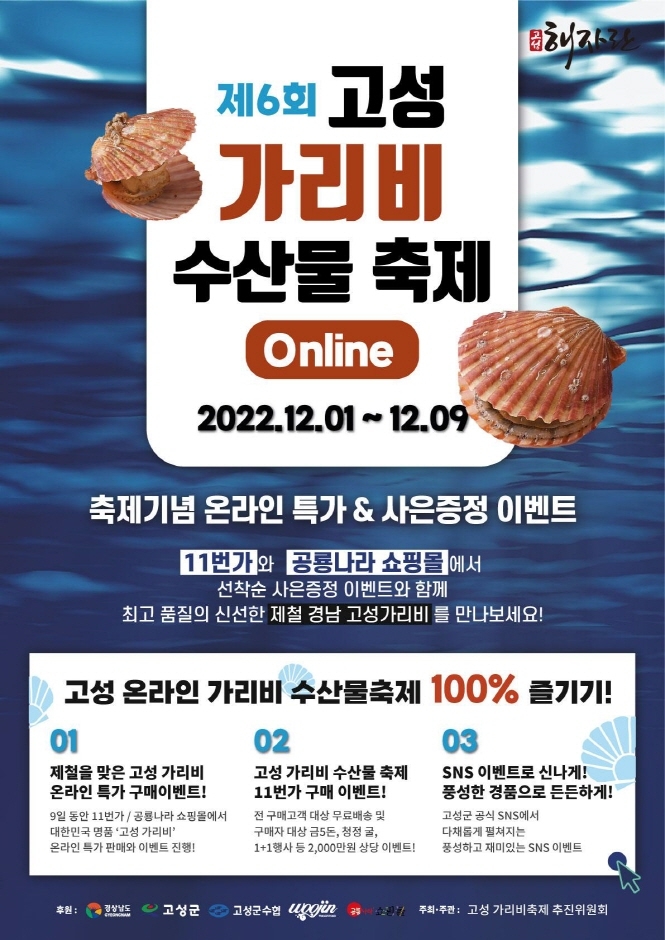 고성 해자란
제6회 고성
가리비
수산물 축제
Online
2022.12.01 ~ 12.09
축제기념 온라인 특가 & 사은증정 이벤트
11번가와 공룡나라 쇼핑몰에서
선착순 사은증정 이벤트와 함께
최고 품질의 신선한 제철 경남 고성가리비를 만나보세요!
고성 온라인 가리비 수산물축제 100% 즐기기!
01
제철을 맞은 고성 가리비
온라인 특가 구매이벤트!
9일 동안 11번가 / 공룡나라 쇼핑몰에서
대한민국 명품 '고성 가리비'
온라인 특가 판매와 이벤트 진행!
02
고성 가리비 수산물 축제
11번가 구매 이벤트!
전 구매고객 대상 무료배송 및
구매자 대상 금5돈, 청정 굴,
1+1행사 등 2,000만원 상당 이벤트!
03
SNS 이벤트로 신나게!
풍성한 경품으로 든든하게!
고성군 공식 SNS에서
다채롭게 펼쳐지는
풍성하고 재미있는 SNS 이벤트
후원 : 경상남도 GYEONGNAM 고성군 고성군수협 woojin 주최·주관 : 고성 가리비축제 추진위원회